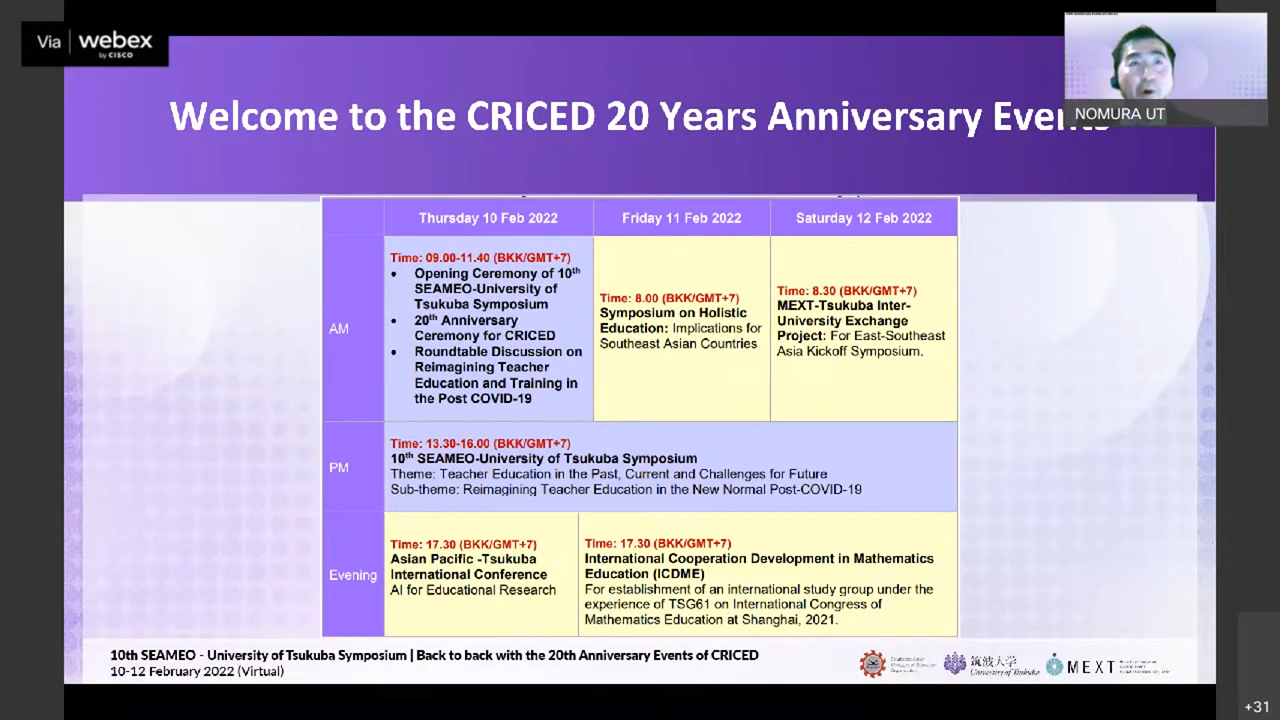 Via webex
by CISCO
NOMURA UT
Welcome to the CRICED 20 Years Anniversary Events
Thursday 10 Feb 2022
Friday 11 Feb 2022
Saturday 12 Feb 2022
AM
Time: 09.00-11.40 (BKK/GMT+7)
• Opening Ceremony of 10th
SEAMEO-University of
Tsukuba Symposium
• 20th Anniversary
Ceremony for CRICED
• Roundtable Discussion on
Reimagining Teacher
Education and Training in
the Post COVID-19
Time: 8.00 (BKK/GMT+7)
Symposium on Holistic
Education: Implications for
Southeast Asian Countries
Time: 8.30 (BKK/GMT+7)
MEXT-Tsukuba Inter-
University Exchange
Project: For East-Southeast
Asia Kickoff Symposium.
PM
Time: 13.30-16.00 (BKK/GMT+7)
10th SEAMEO-University of Tsukuba Symposium
Theme: Teacher Education in the Past, Current and Challenges for Future
Sub-theme: Reimagining Teacher Education in the New Normal Post-COVID-19
Evening
Time: 17.30 (BKK/GMT+7)
Asian Pacific -Tsukuba
International Conference
AI for Educational Research
Time: 17.30 (BKK/GMT+7)
International Cooperation Development in Mathematics
Education (ICDME)
For establishment of an international study group under the
experience of TSG61 on International Congress of
Mathematics Education at Shanghai, 2021.
10th SEAMEO - University of Tsukuba Symposium | Back to back with the 20th Anniversary Events of CRICED
10-12 February 2022 (Virtual)
筑波大学
University of Tsukuba
MEXT
+31